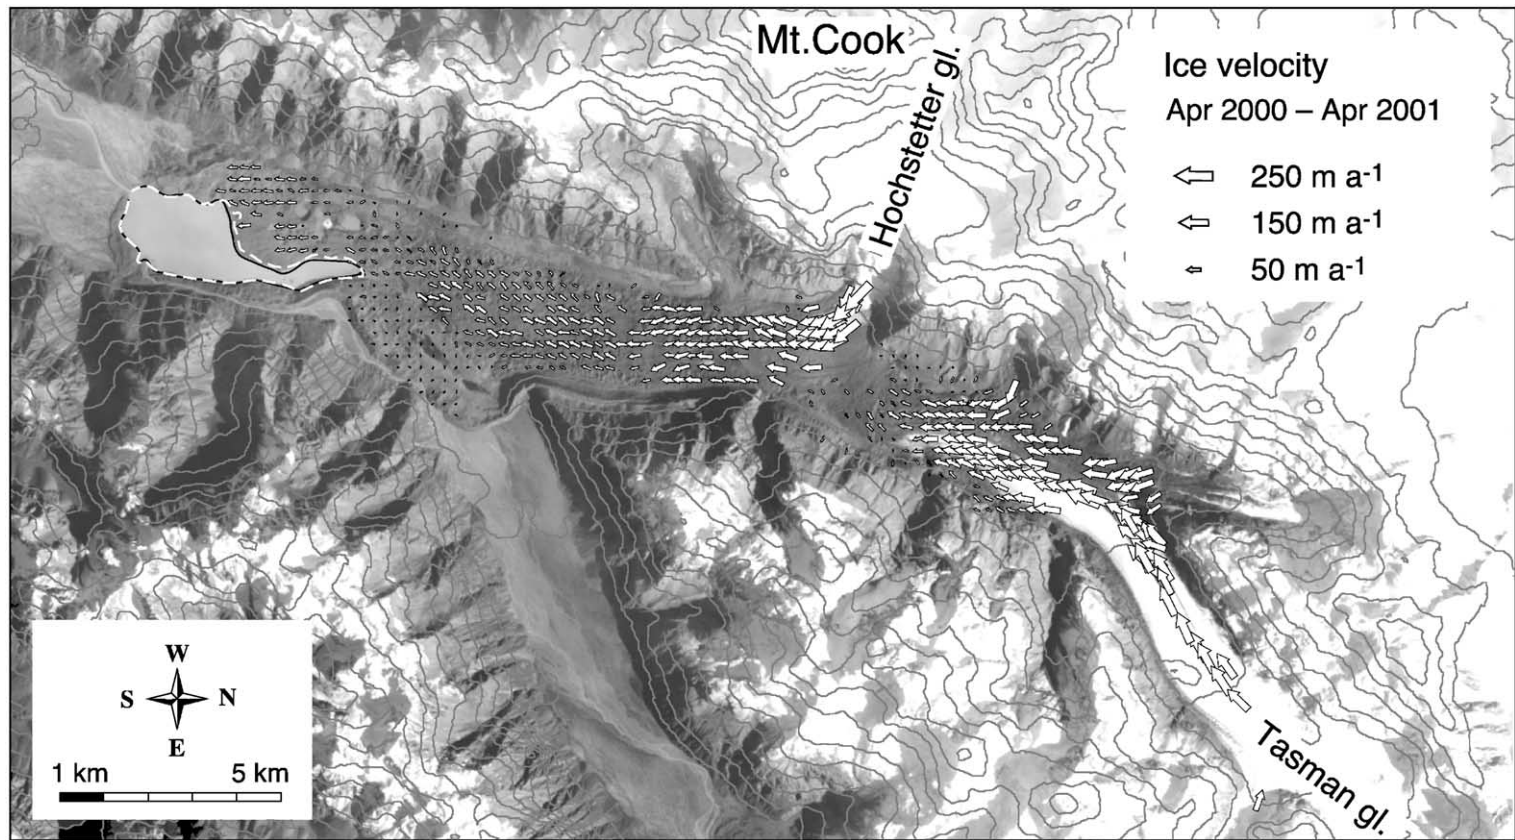 Mt.Cook
Hochstetter gl.
Ice velocity
Apr 2000 – Apr 2001
250 m a-1
150 m a-1
50 m a-1
W
S N
E
1 km 5 km
Tasman gl.